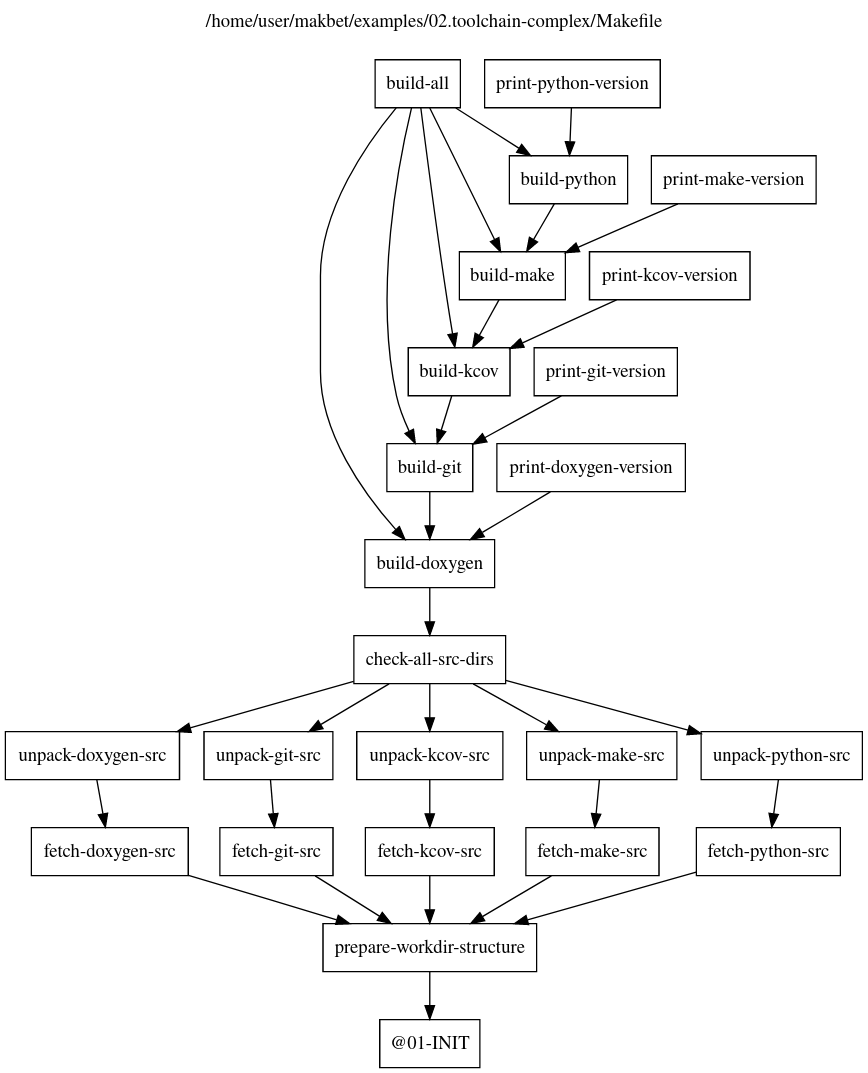 /home/user/makbet/examples/02.toolchain-complex/Makefile
build-all
print-python-version
build-python
print-make-version
build-make
print-kcov-version
build-kcov
print-git-version
build-git
print-doxygen-version
build-doxygen
check-all-src-dirs
unpack-doxygen-src
unpack-git-src
unpack-kcov-src
unpack-make-src
unpack-python-src
fetch-doxygen-src
fetch-git-src
fetch-kcov-src
fetch-make-src
fetch-python-src
prepare-workdir-structure
@01-INIT